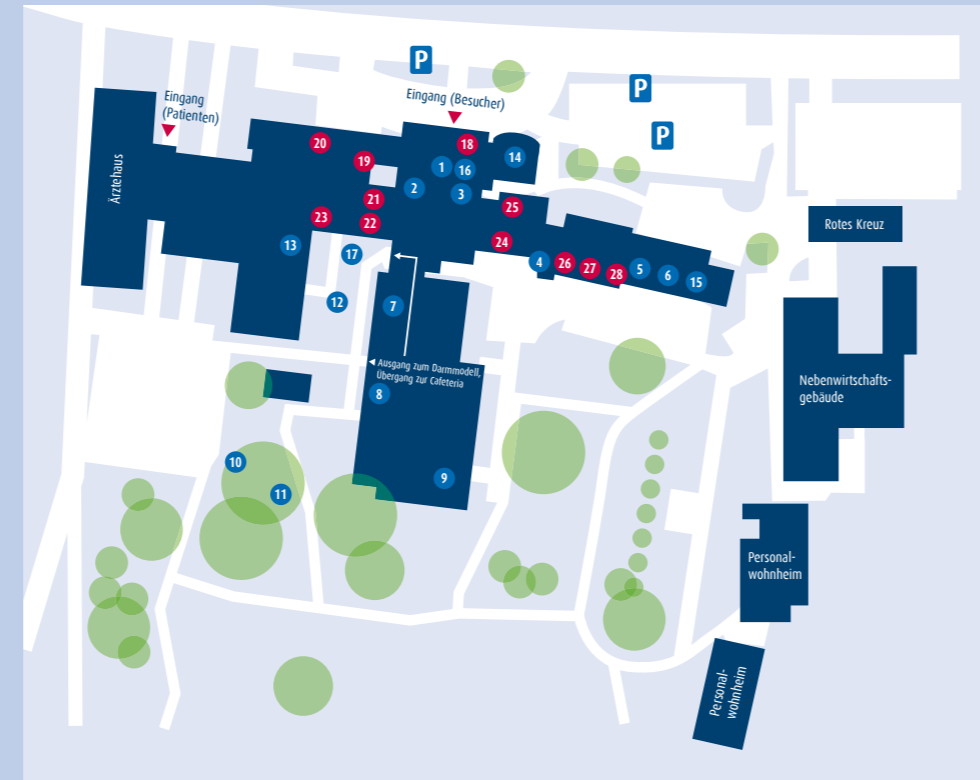 P
P
P
Eingang
(Patienten)
Eingang (Besucher)
Ärztehaus
20
18
19
1
16
14
2
3
21
25
23
22
24
13
17
4
26
27
28
5
6
15
12
7
Ausgang zum Darmmodell,
Übergang zur Cafeteria
8
10
11
9
Rotes Kreuz
Nebenwirtschafts-
gebäude
Personal-
wohnheim
Personal-
wohnheim